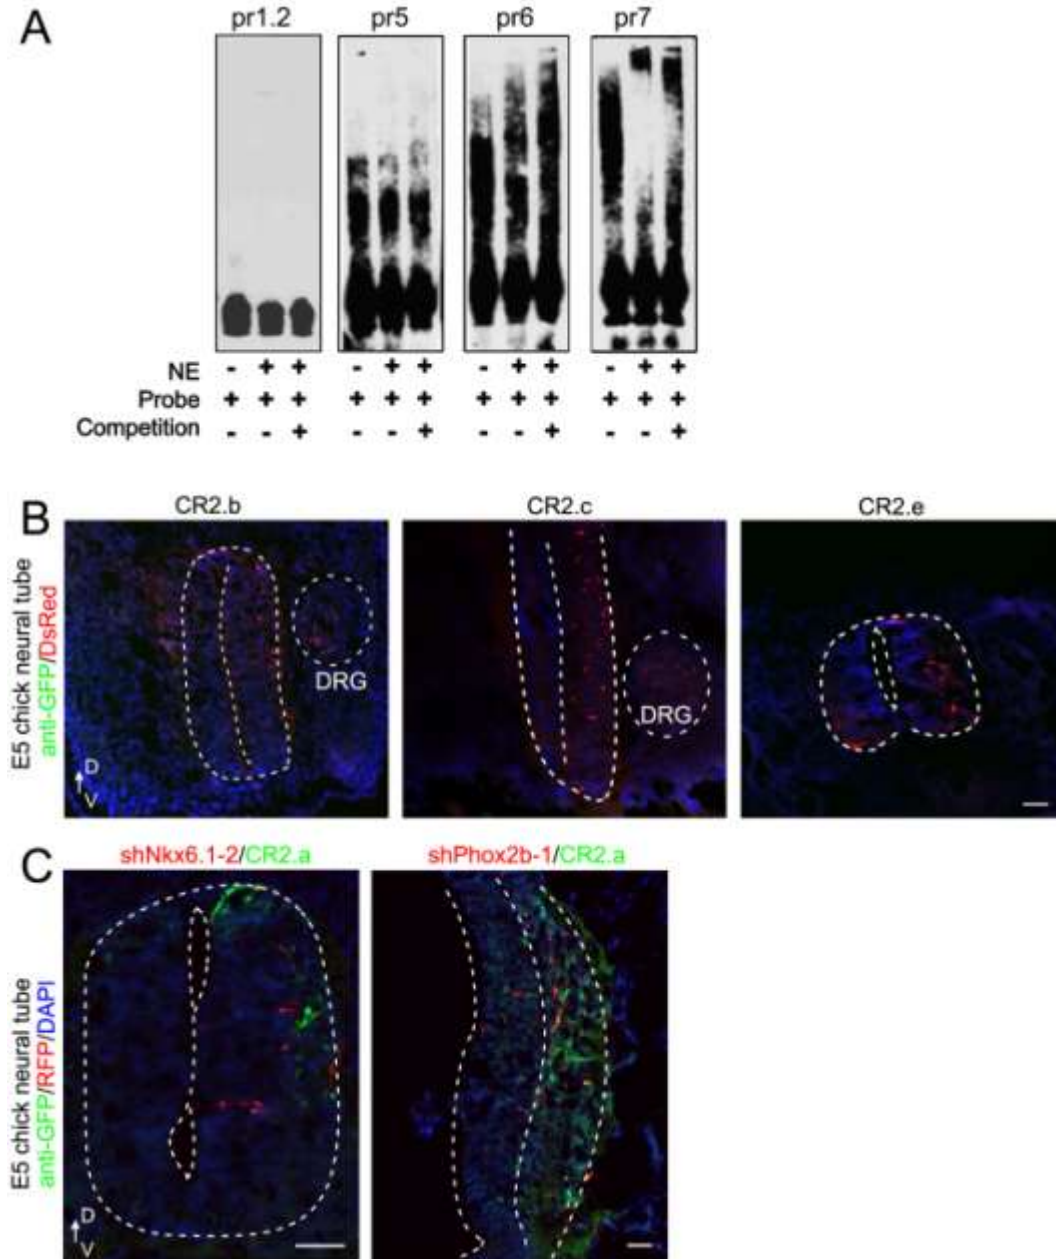 A
pr1.2 pr5 pr6 pr7
NE - + + - + + - + + - + +
Probe + + + + + + + + + + + +
Competition - - + - - + - - + - - +
B
CR2.b CR2.c CR2.e
E5 chick neural tube
anti-GFP/DsRed
DRG
DRG
D
V
C
shNkx6.1-2/CR2.a shPhox2b-1/CR2.a
E5 chick neural tube
anti-GFP/RFP/DAPI
D
V